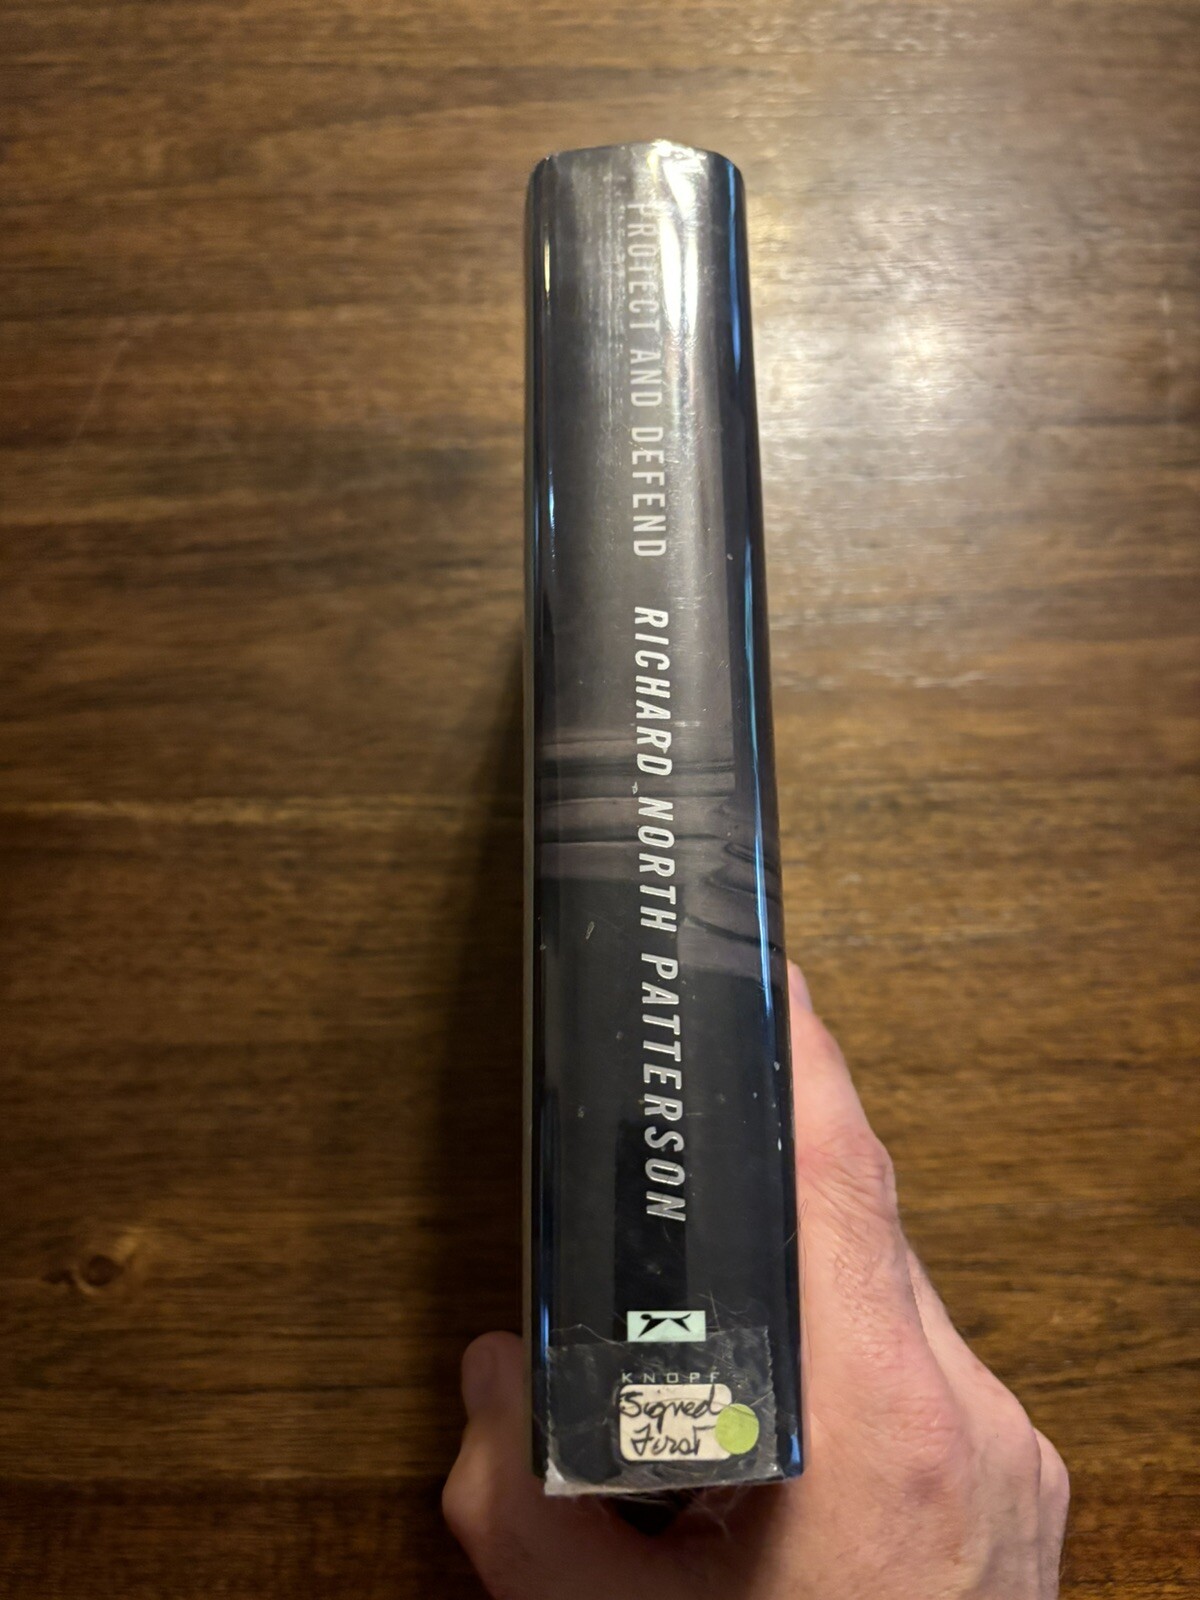 PROTECT AND DEFEND
RICHARD NORTH PATTERSON
KNOPF
Signed
First